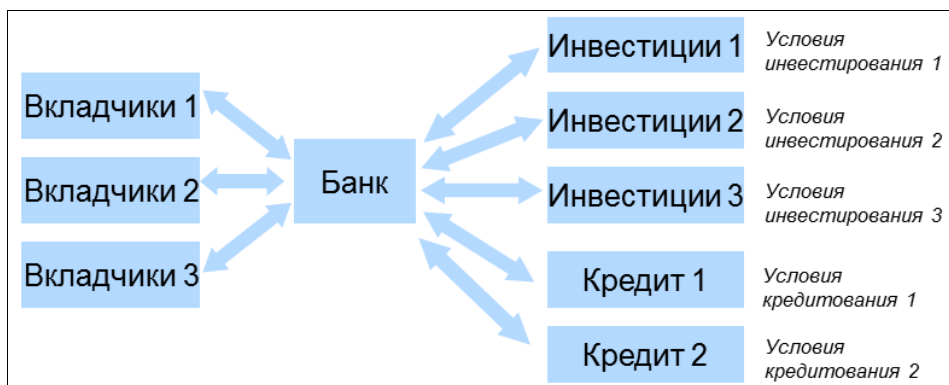 Вкладчики 1
Вкладчики 2
Вкладчики 3
Банк
Инвестиции 1
Условия
инвестирования 1
Инвестиции 2
Условия
инвестирования 2
Инвестиции 3
Условия
инвестирования 3
Кредит 1
Условия
кредитования 1
Кредит 2
Условия
кредитования 2